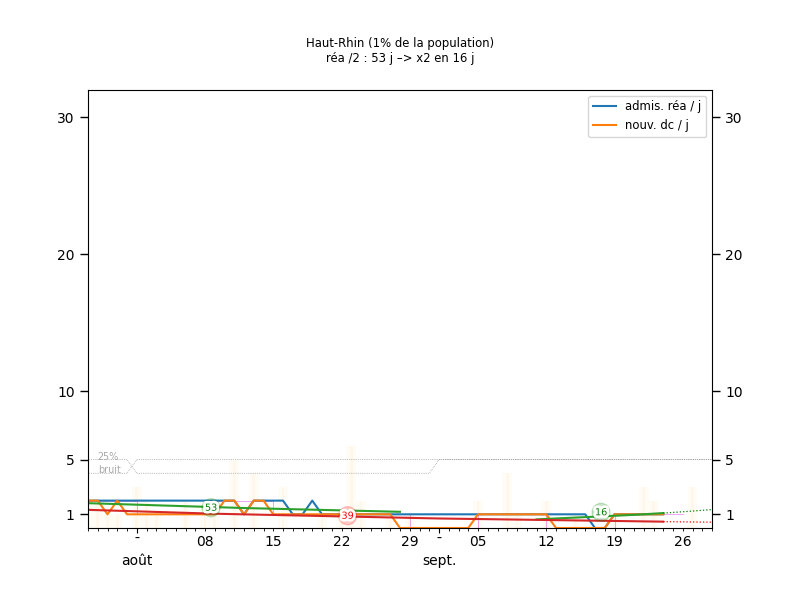 Haut-Rhin (1% de la population)
réa /2 : 53 j –> x2 en 16 j
admis. réa / j
nouv. dc / j
30
30
20
20
10
10
25%
5
5
bruit
53
39
16
1
1
- 08 15 22 29 - 05 12 19 26
août sept.